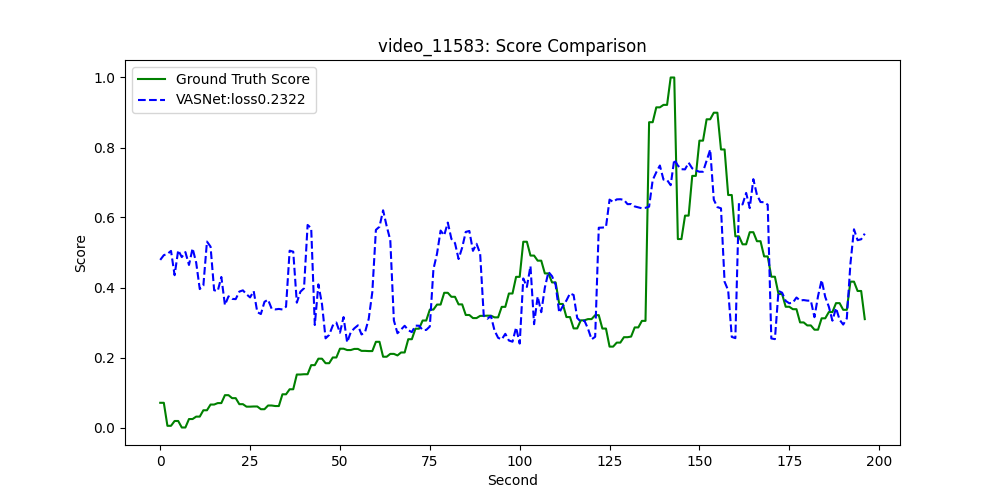 video_11583: Score Comparison
Ground Truth Score
VASNet:loss0.2322
Score
1.0
0.8
0.6
0.4
0.2
0.0
0 25 50 75 100 125 150 175 200
Second